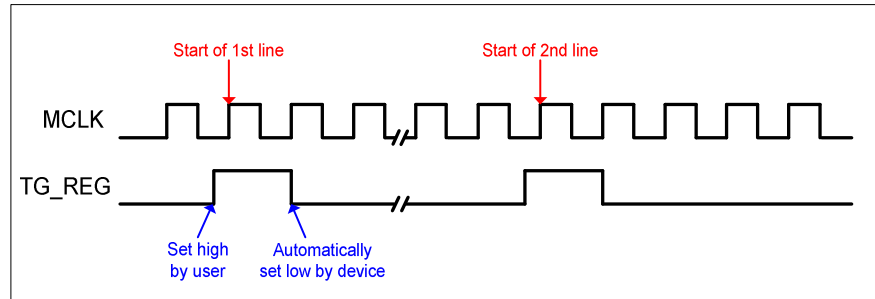 Start of 1st line
Start of 2nd line
MCLK
TG_REG
Set high
by user
Automatically
set low by device